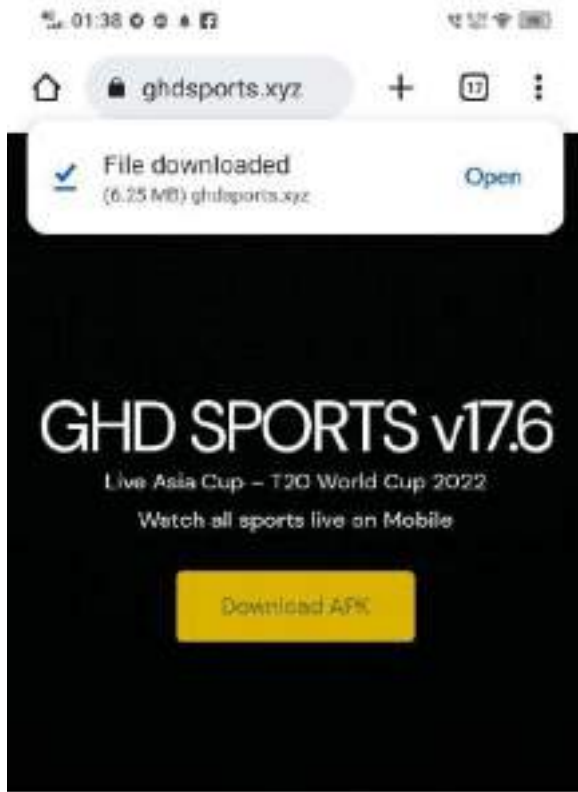 01:38
ghdsports.xyz
17
File downloaded
Open
(6.25 MB) ghdsports.xyz
GHD SPORTS v17.6
Live Asia Cup – T20 World Cup 2022
Watch all sports live on Mobile
Download APK